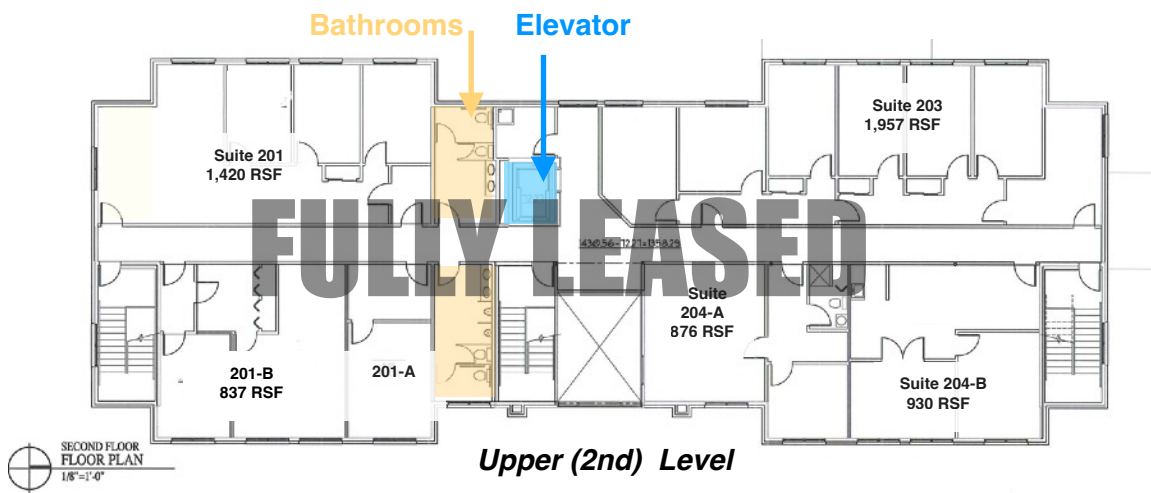 Bathrooms
Elevator
Suite 203
1,957 RSF
Suite 201
1,420 RSF
FULLY LEASED
Suite
204-A
876 RSF
201-B
837 RSF
201-A
Suite 204-B
930 RSF
SECOND FLOOR
FLOOR PLAN
1/8"=1'-0"
Upper (2nd) Level